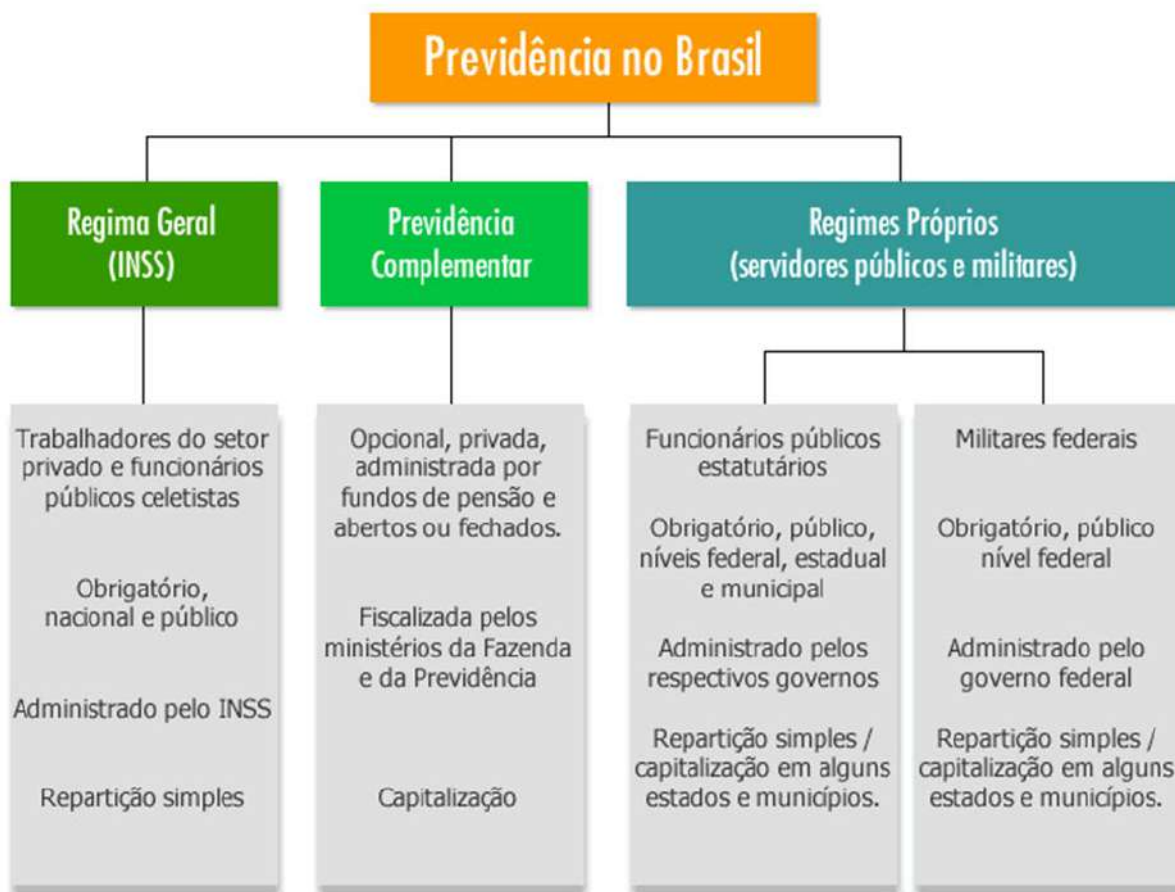 Previdência no Brasil
Regima Geral
(INSS)
Previdência
Complementar
Regimes Próprios
(servidores públicos e militares)
Trabalhadores do setor
privado e funcionários
públicos celetistas
Obrigatório,
nacional e público
Administrado pelo INSS
Repartição simples
Opcional, privada,
administrada por
fundos de pensão e
abertos ou fechados.
Fiscalizada pelos
ministérios da Fazenda
e da Previdência
Capitalização
Funcionários públicos
estatutários
Obrigatório, público,
níveis federal, estadual
e municipal
Administrado pelos
respectivos governos
Repartição simples /
capitalização em alguns
estados e municípios.
Militares federais
Obrigatório, público
nível federal
Administrado pelo
governo federal
Repartição simples /
capitalização em alguns
estados e municípios.